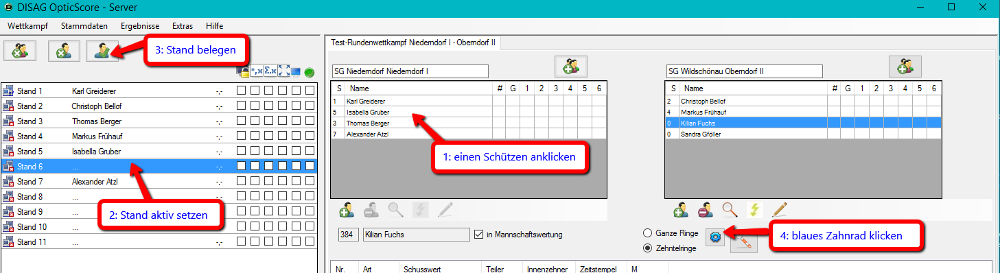 DISAG OpticScore - Server
Wettkampf Stammdaten Ergebnisse Extras Hilfe
3: Stand belegen
*,x Σ,x
Stand 1 Karl Greiderer -,-
Stand 2 Christoph Bellof -,-
Stand 3 Thomas Berger -,-
Stand 4 Markus Frühauf -,-
Stand 5 Isabella Gruber -,-
Stand 6 ... -,-
Stand 7 Alexander Atzl -,-
Stand 8 ...
Stand 9 ...
Stand 10 ... -,-
Stand 11 ... -,-
2: Stand aktiv setzen
Test-Rundenwettkampf Niederndorf I - Oberndorf II
SG Niederndorf Niederndorf I
S Name # G 1 2 3 4 5 6
1 Karl Greiderer
5 Isabella Gruber
3 Thomas Berger
7 Alexander Atzl
1: einen Schützen anklicken
SG Wildschönau Oberndorf II
S Name # G 1 2 3 4 5 6
2 Christoph Bellof
4 Markus Frühauf
0 Kilian Fuchs
0 Sandra Gföller
384 Kilian Fuchs in Mannschaftswertung
Ganze Ringe
Zehntelringe
4: blaues Zahnrad klicken
Nr. Art Schusswert Teiler Innenzehner Zeitstempel M